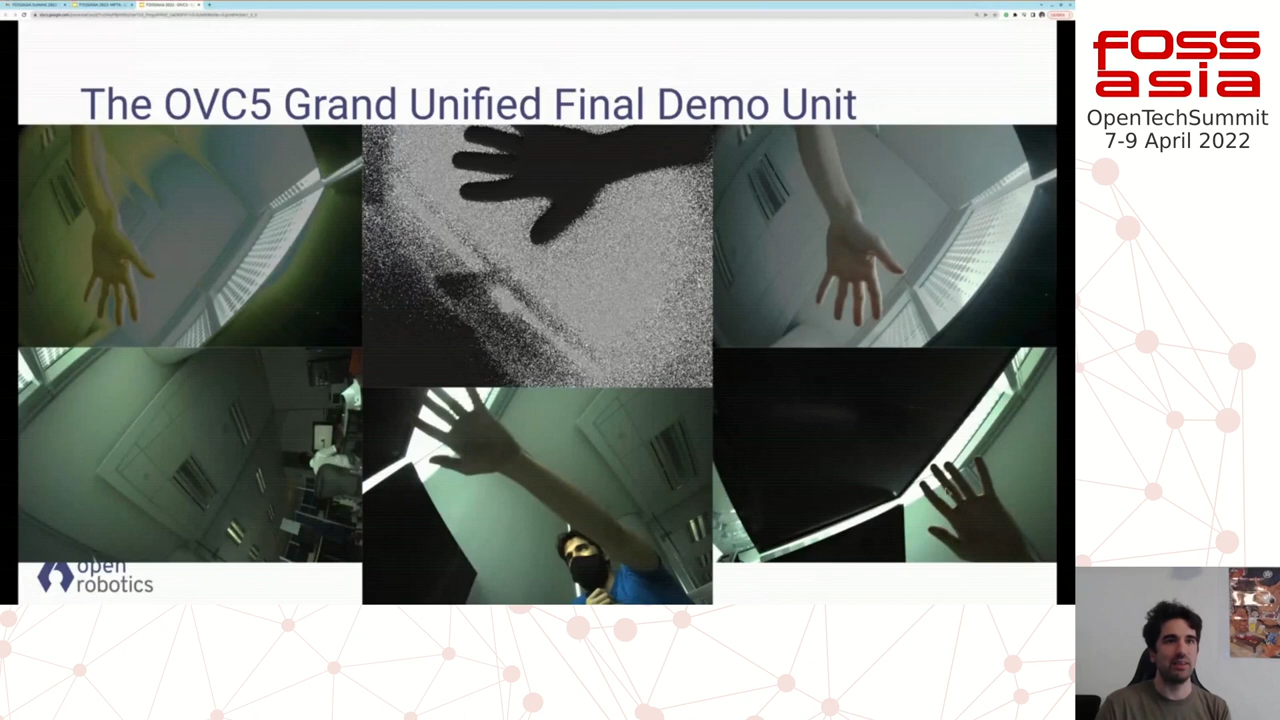 The OVC5 Grand Unified Final Demo Unit
open
robotics
FOSS
asia
OpenTechSummit
7-9 April 2022